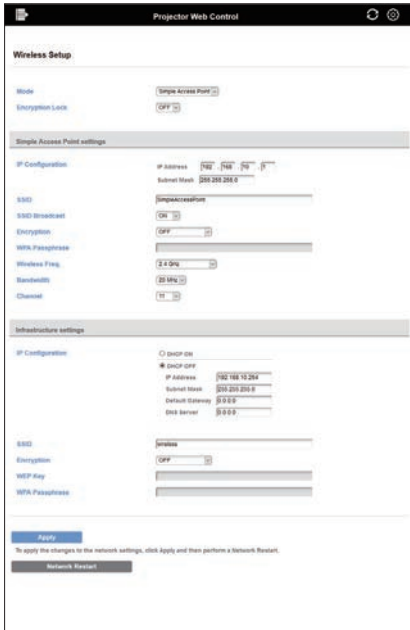 Projector Web Control
Wireless Setup
Mode Simple Access Point
Encryption Lock OFF
Simple Access Point settings
IP Configuration IP Address 192 . 168 . 10 . 1
Subnet Mask 255.255.255.0
SSID SimpleAccessPoint
SSID Broadcast ON
Encryption OFF
WPA Passphrase
Wireless Freq. 2.4 GHz
Bandwidth 20 MHz
Channel 11
Infrastructure settings
IP Configuration DHCP ON
DHCP OFF
IP Address 192.168.10.254
Subnet Mask 255.255.255.0
Default Gateway 0.0.0.0
DNS Server 0.0.0.0
SSID wireless
Encryption OFF
WEP Key
WPA Passphrase
Apply
To apply the changes to the network settings, click Apply and then perform a Network Restart.
Network Restart